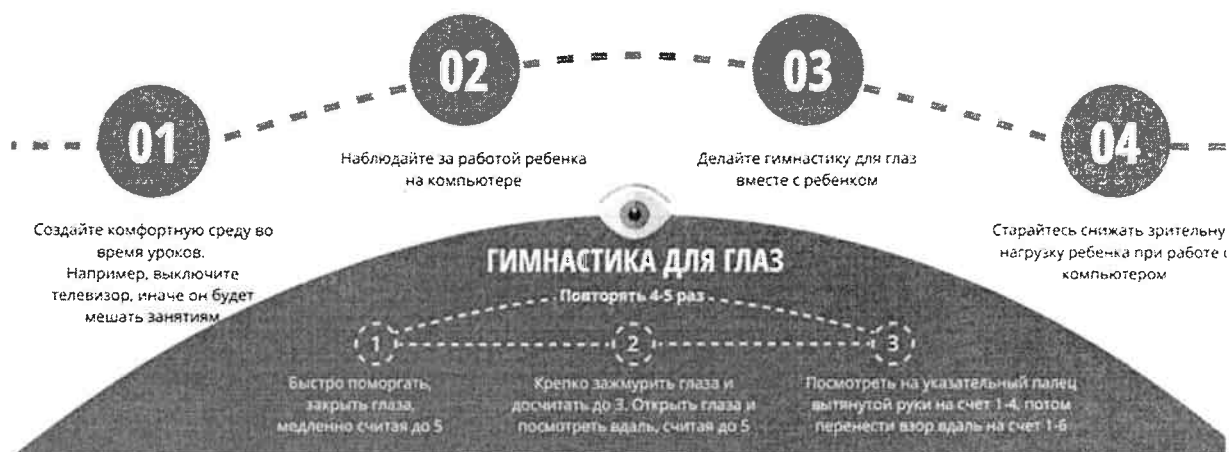 01
Создайте комфортную среду во
время уроков.
Например, выключите
телевизор, иначе он будет
мешать занятиям
02
Наблюдайте за работой ребенка
на компьютере
03
Делайте гимнастику для глаз
вместе с ребенком
04
Старайтесь снижать зрительну
нагрузку ребенка при работе с
компьютером
ГИМНАСТИКА ДЛЯ ГЛАЗ
Повторять 4-5 раз
1
Быстро поморгать,
закрыть глаза,
медленно считая до 5
2
Крепко зажмурить глаза и
досчитать до 3. Открыть глаза и
посмотреть вдаль, считая до 5
3
Посмотреть на указательный палец
вытянутой руки на счет 1-4, потом
перенести взор вдаль на счет 1-6